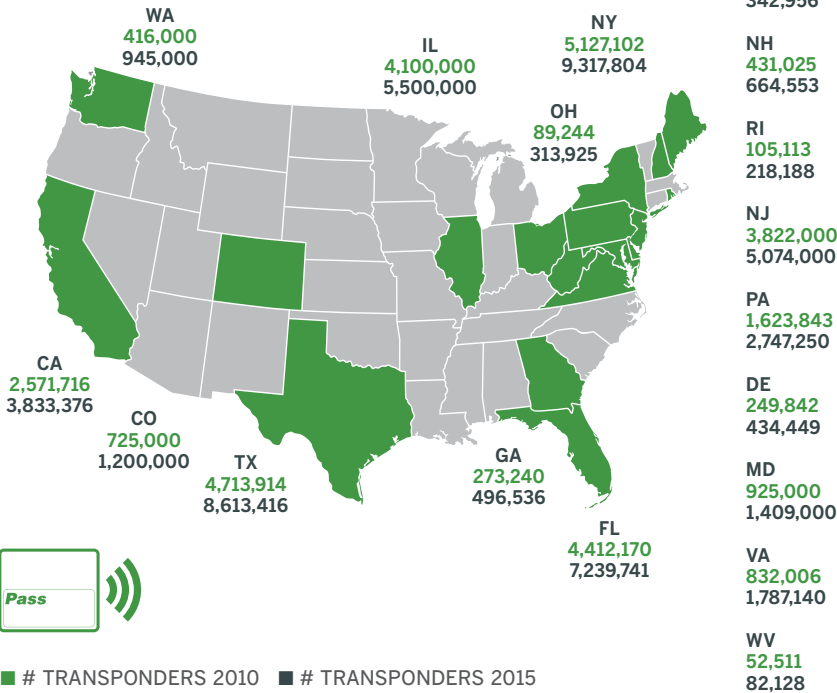 WA
416,000
945,000
IL
4,100,000
5,500,000
NY
5,127,102
9,317,804
OH
89,244
313,925
CA
2,571,716
3,833,376
CO
725,000
1,200,000
TX
4,713,914
8,613,416
GA
273,240
496,536
FL
4,412,170
7,239,741
342,956
NH
431,025
664,553
RI
105,113
218,188
NJ
3,822,000
5,074,000
PA
1,623,843
2,747,250
DE
249,842
434,449
MD
925,000
1,409,000
VA
832,006
1,787,140
WV
52,511
82,128
Pass
# TRANSPONDERS 2010 # TRANSPONDERS 2015